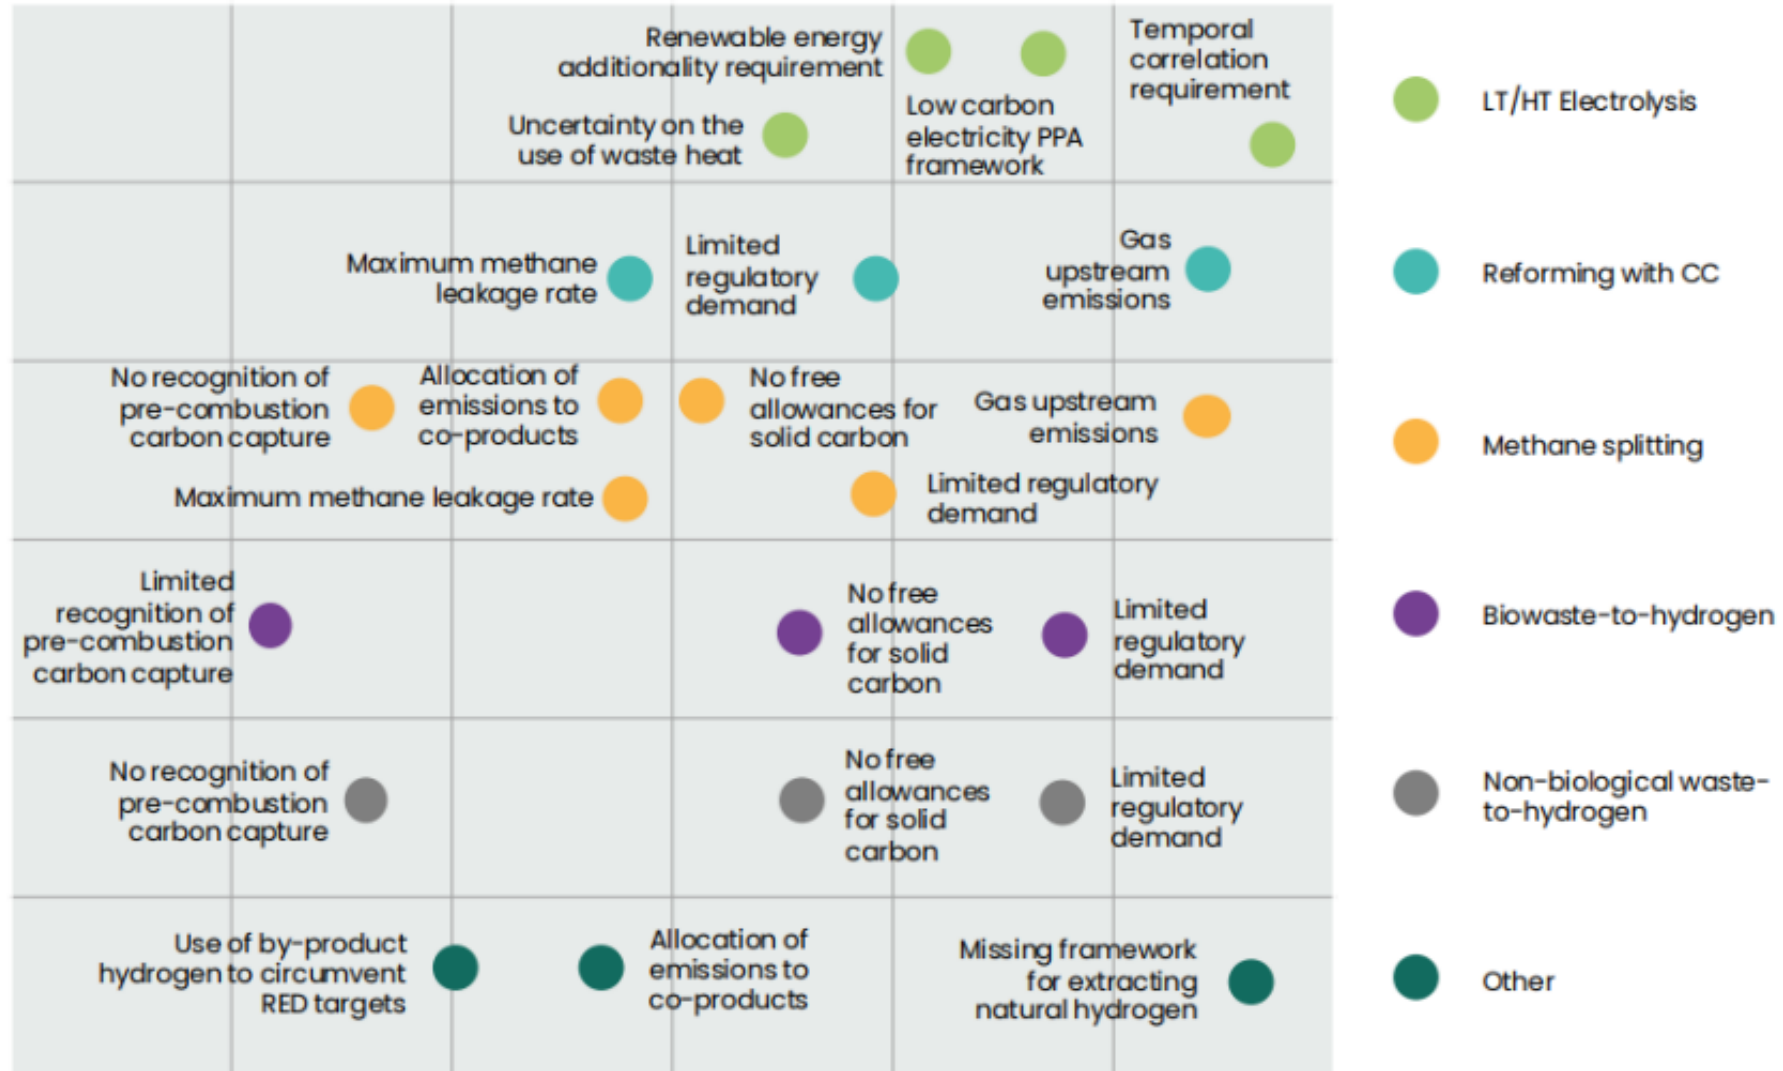 Renewable energy
additionality requirement
Uncertainty on the
use of waste heat
Low carbon
electricity PPA
framework
Temporal
correlation
requirement
LT/HT Electrolysis
Maximum methane
leakage rate
Limited
regulatory
demand
Gas
upstream
emissions
Reforming with CC
No recognition of
pre-combustion
carbon capture
Allocation of
emissions to
co-products
No free
allowances for
solid carbon
Gas upstream
emissions
Maximum methane leakage rate
Limited regulatory
demand
Methane splitting
Limited
recognition of
pre-combustion
carbon capture
No free
allowances
for solid
carbon
Limited
regulatory
demand
Biowaste-to-hydrogen
No recognition of
pre-combustion
carbon capture
No free
allowances
for solid
carbon
Limited
regulatory
demand
Non-biological waste-
to-hydrogen
Use of by-product
hydrogen to circumvent
RED targets
Allocation of
emissions to
co-products
Missing framework
for extracting
natural hydrogen
Other